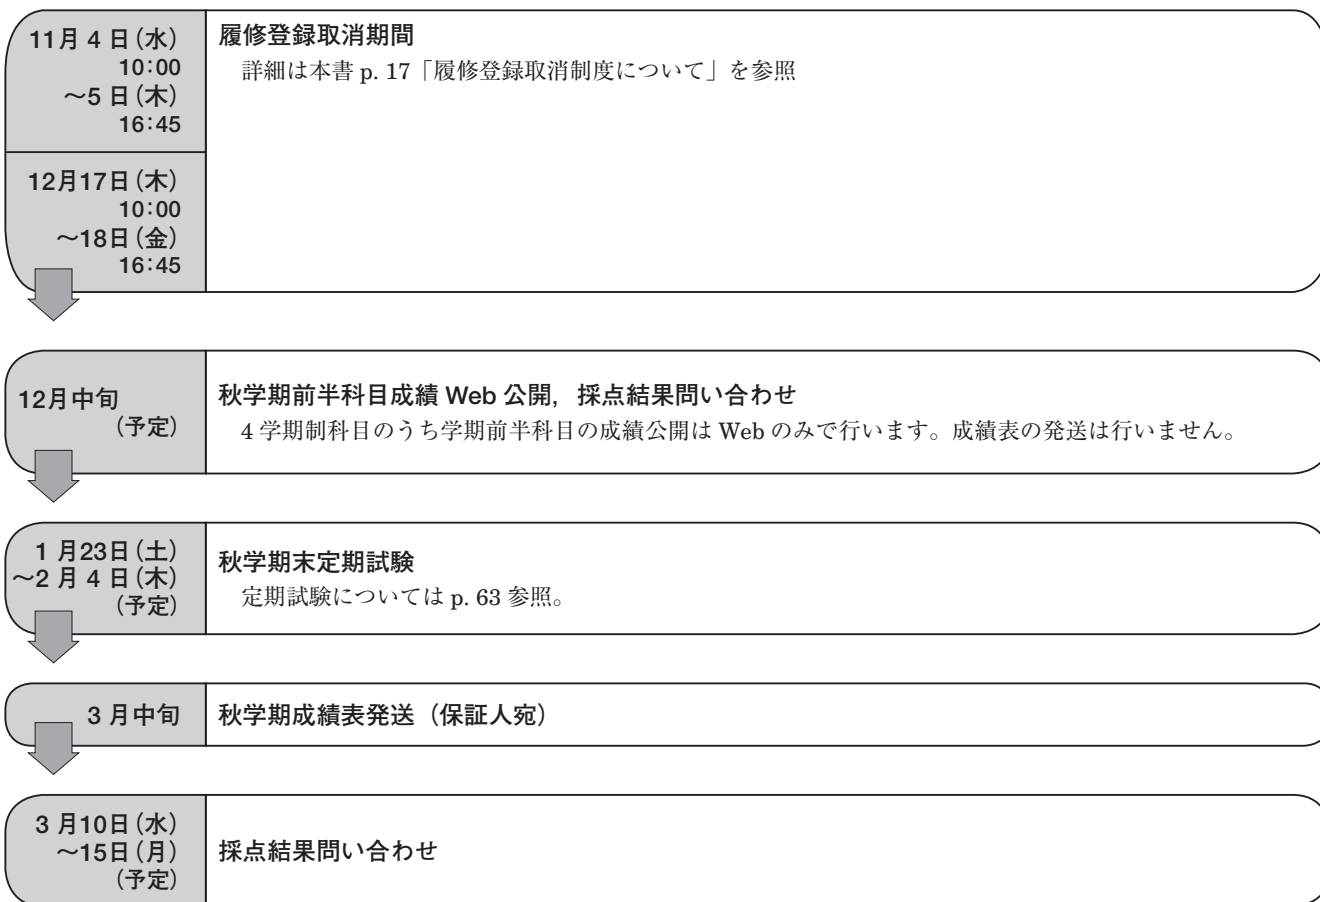 11月 4 日(水)
10:00
～5 日(木)
16:45
履修登録取消期間
詳細は本書 p. 17「履修登録取消制度について」を参照
12月17日(木)
10:00
～18日(金)
16:45
12月中旬
(予定)
秋学期前半科目成績 Web 公開，採点結果問い合わせ
4 学期制科目のうち学期前半科目の成績公開は Web のみで行います。成績表の発送は行いません。
1 月23日(土)
～2 月 4 日(木)
(予定)
秋学期末定期試験
定期試験については p. 63 参照。
3 月中旬
秋学期成績表発送（保証人宛）
3 月10日(水)
～15日(月)
(予定)
採点結果問い合わせ